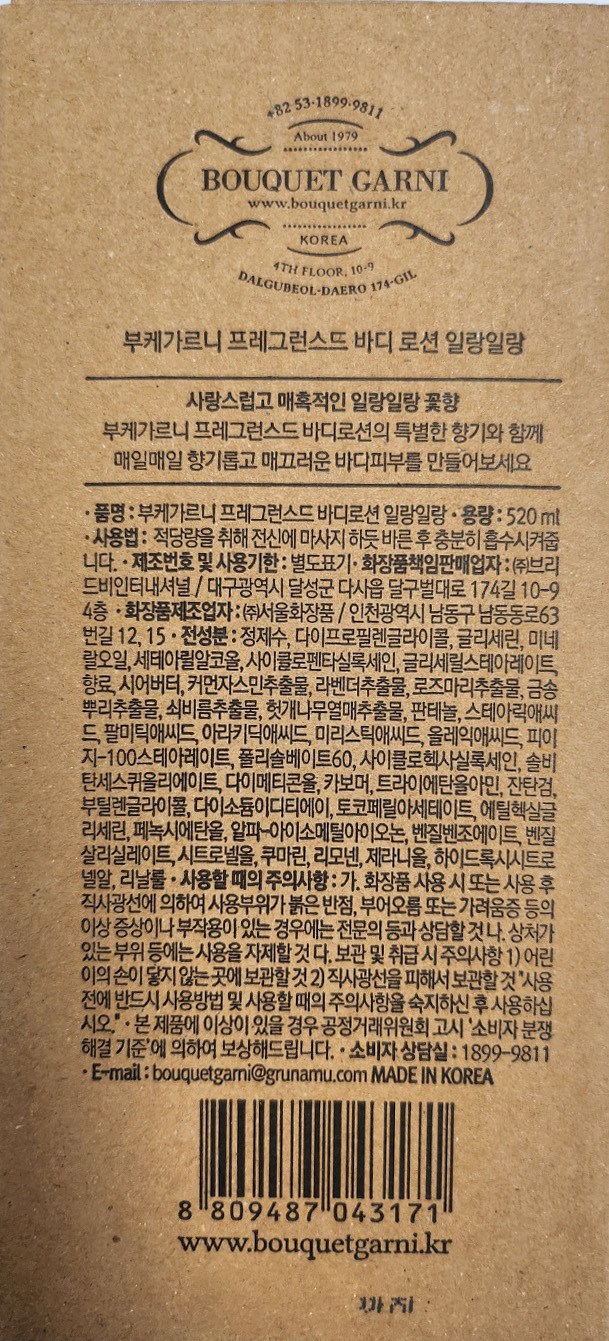 +82 53·1899·9811
About 1979
BOUQUET GARNI
www.bouquetgarni.kr
KOREA
4TH FLOOR, 10-9
DALGUBEOL-DAERO 174-GIL
부케가르니 프레그런스드 바디 로션 일랑일랑
사랑스럽고 매혹적인 일랑일랑 꽃향
부케가르니 프레그런스드 바디로션의 특별한 향기와 함께
매일매일 향기롭고 매끄러운 바디피부를 만들어보세요
· 품명 : 부케가르니 프레그런스드 바디로션 일랑일랑 · 용량 : 520 ml
· 사용법 : 적당량을 취해 전신에 마사지 하듯 바른 후 충분히 흡수시켜줍
니다. · 제조번호 및 사용기한 : 별도표기 · 화장품책임판매업자 : ㈜브리
드비인터내셔널 / 대구광역시 달성군 다사읍 달구벌대로 174길 10-9
4층 · 화장품제조업자 : ㈜서울화장품 / 인천광역시 남동구 남동동로63
번길 12, 15 · 전성분 : 정제수, 다이프로필렌글라이콜, 글리세린, 미네
랄오일, 세테아릴알코올, 사이클로펜타실록세인, 글리세릴스테아레이트,
향료, 시어버터, 커먼자스민추출물, 라벤더추출물, 로즈마리추출물, 금송
뿌리추출물, 쇠비름추출물, 헛개나무열매추출물, 판테놀, 스테아릭애씨
드, 팔미틱애씨드, 아라키딕애씨드, 미리스틱애씨드, 올레익애씨드, 피이
지-100스테아레이트, 폴리솔베이트60, 사이클로헥사실록세인, 솔비
탄세스퀴올리에이트, 다이메티콘올, 카보머, 트라이에탄올아민, 잔탄검,
부틸렌글라이콜, 다이소듐이디티에이, 토코페릴아세테이트, 에틸헥실글
리세린, 페녹시에탄올, 알파-아이소메틸아이오논, 벤질벤조에이트, 벤질
살리실레이트, 시트로넬올, 쿠마린, 리모넨, 제라니올, 하이드록시시트로
넬알, 리날룰 · 사용할 때의 주의사항 : 가. 화장품 사용 시 또는 사용 후
직사광선에 의하여 사용부위가 붉은 반점, 부어오름 또는 가려움증 등의
이상 증상이나 부작용이 있는 경우에는 전문의 등과 상담할 것 나. 상처가
있는 부위 등에는 사용을 자제할 것 다. 보관 및 취급 시 주의사항 1) 어린
이의 손이 닿지 않는 곳에 보관할 것 2) 직사광선을 피해서 보관할 것 "사용
전에 반드시 사용방법 및 사용할 때의 주의사항을 숙지하신 후 사용하십
시오." · 본 제품에 이상이 있을 경우 공정거래위원회 고시 '소비자 분쟁
해결 기준'에 의하여 보상해드립니다. · 소비자 상담실 : 1899-9811
· E-mail : bouquetgarni@grunamu.com MADE IN KOREA
8 809487 043171
www.bouquetgarni.kr